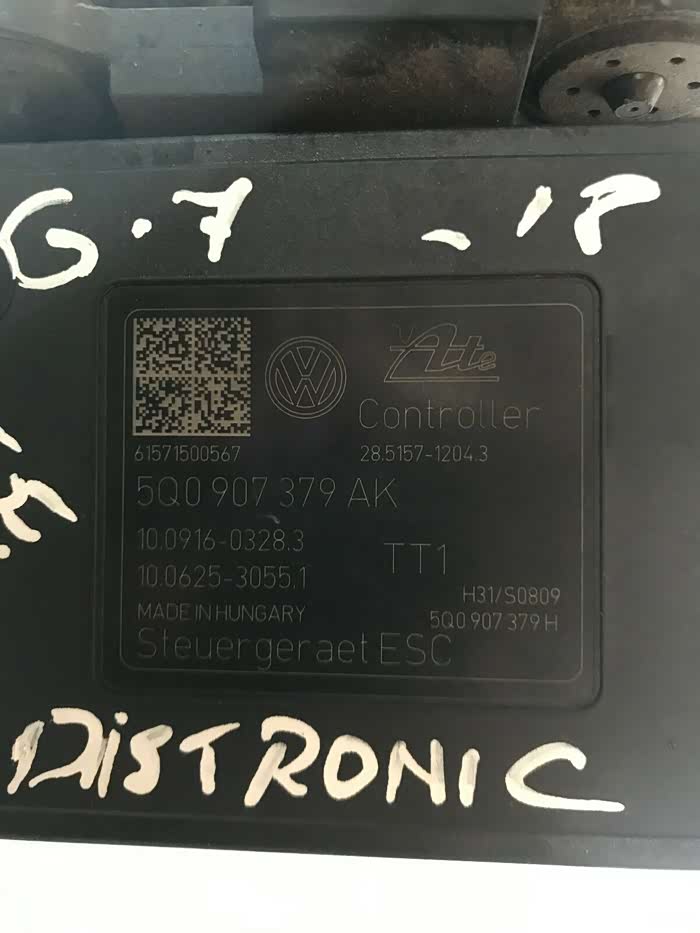 G.7 -'18
Ate
Controller
61571500567 28.5157-1204.3
5Q0 907 379 AK
10.0916-0328.3
TT1
10.0625-3055.1
H31/S0809
MADE IN HUNGARY 5Q0 907 379 H
Steuergeraet ESC
DISTRONIC